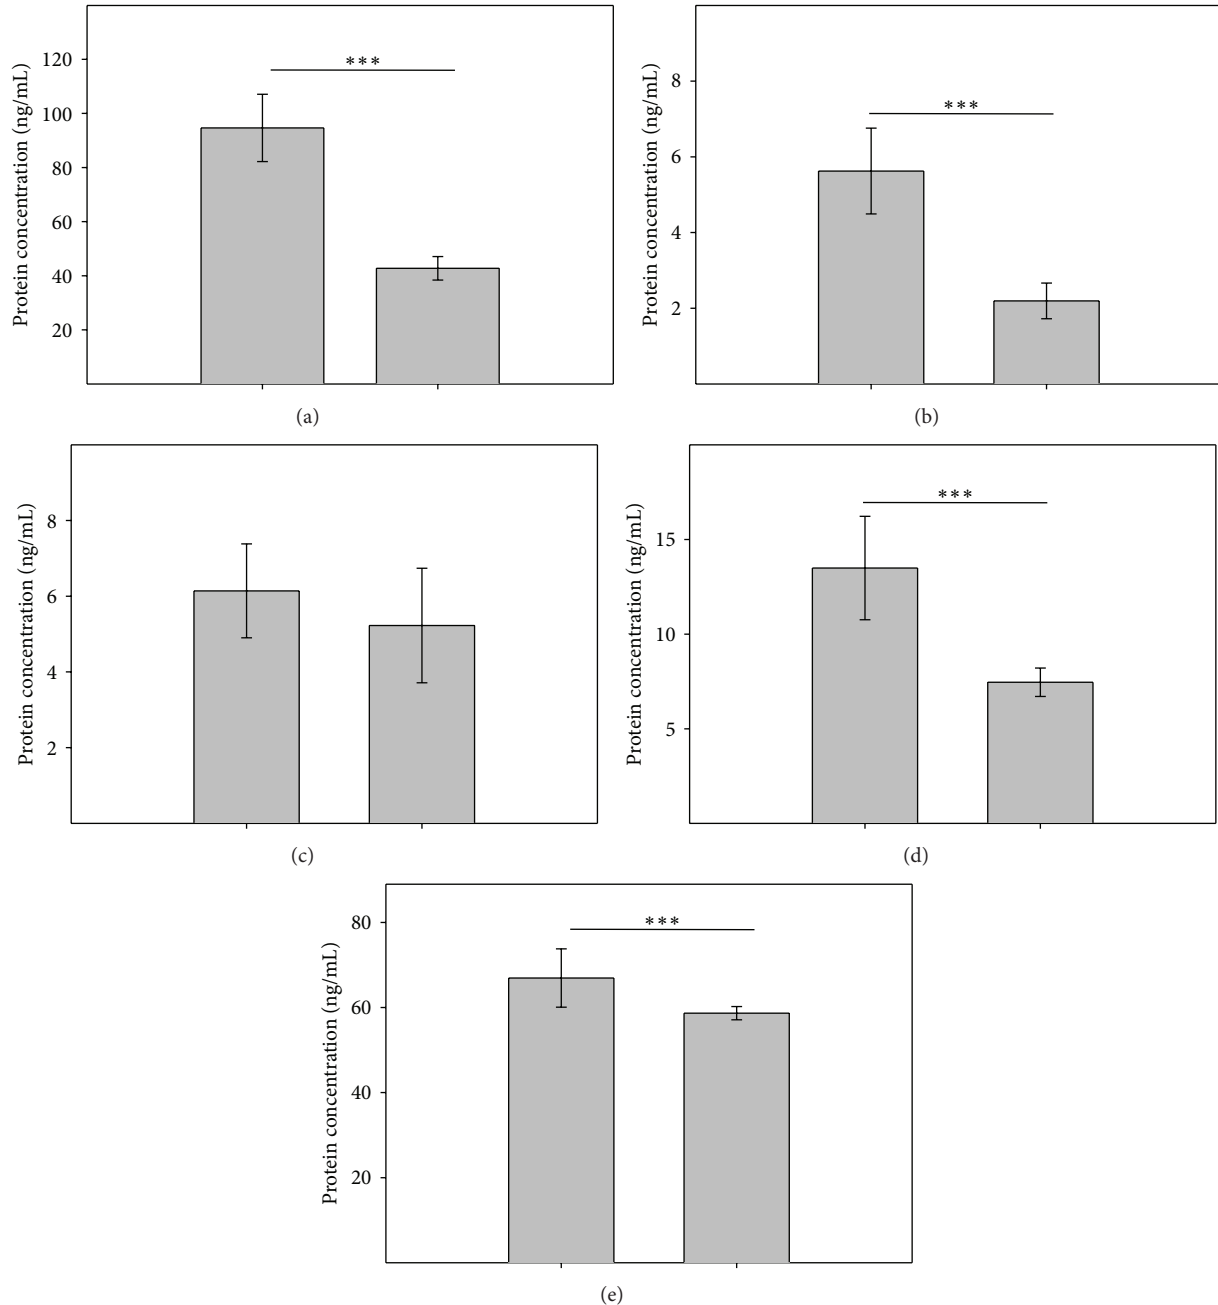 Protein concentration (ng/mL)
120
100
80
60
40
20
***
(a)
Protein concentration (ng/mL)
8
6
4
2
***
(b)
Protein concentration (ng/mL)
8
6
4
2
(c)
Protein concentration (ng/mL)
15
10
5
***
(d)
Protein concentration (ng/mL)
80
60
40
20
***
(e)